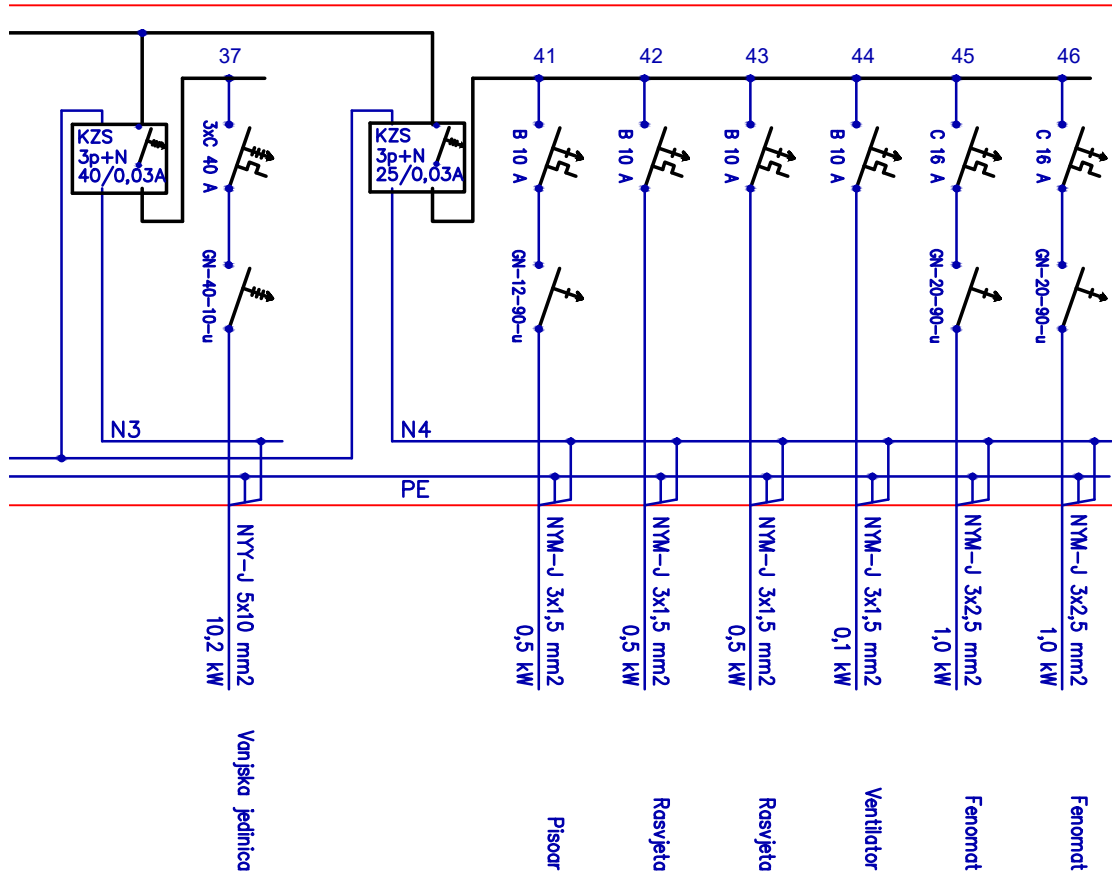 37
41
42
43
44
45
46
KZS
3p+N
40/0,03A
3xC 40 A
KZS
3p+N
25/0,03A
B 10 A
B 10 A
B 10 A
B 10 A
C 16 A
C 16 A
GN-40-10-u
GN-12-90-u
GN-20-90-u
GN-20-90-u
N3
N4
PE
NYY-J 5x10 mm2
10,2 kW
NYM-J 3x1,5 mm2
0,5 kW
NYM-J 3x1,5 mm2
0,5 kW
NYM-J 3x1,5 mm2
0,5 kW
NYM-J 3x1,5 mm2
0,1 kW
NYM-J 3x2,5 mm2
1,0 kW
NYM-J 3x2,5 mm2
1,0 kW
Vanjska jedinica
Pisoar
Rasvjeta
Rasvjeta
Ventilator
Fenomat
Fenomat